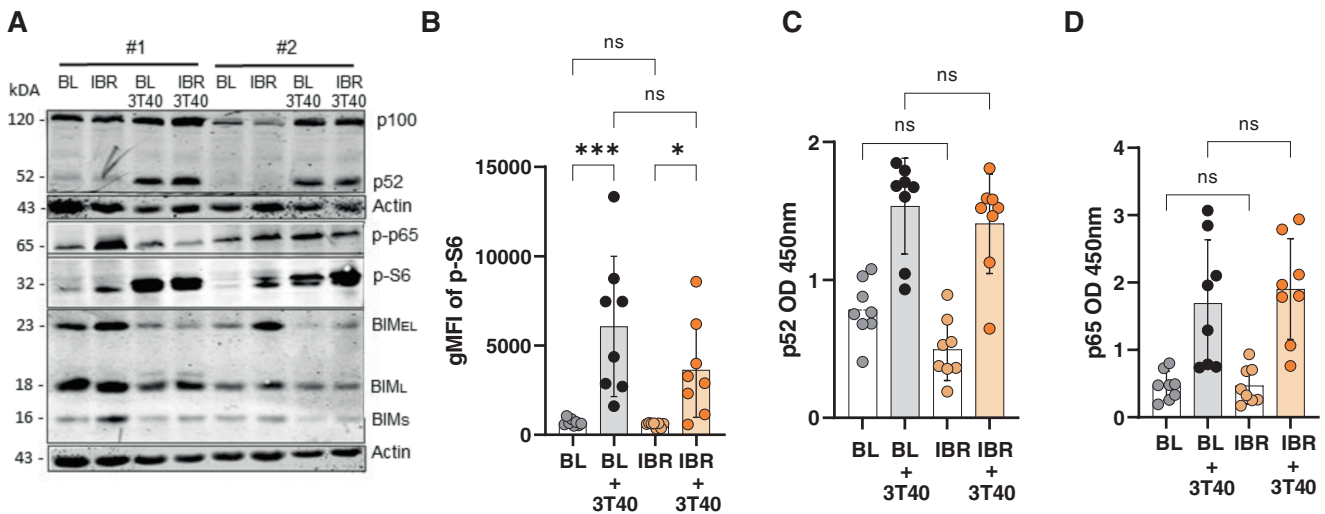 A
#1 #2
BL IBR BL 3T40 IBR 3T40 BL IBR BL 3T40 IBR 3T40
kDA
120 - p100
52 - p52
43 - Actin
65 - p-p65
32 - p-S6
23 - BIMEL
18 - BIML
16 - BIMs
43 - Actin
B
ns
ns
*** *
gMFI of p-S6
15000
10000
5000
0
BL BL + 3T40 IBR IBR + 3T40
C
ns
ns
p52 OD 450nm
2
1
0
BL BL + 3T40 IBR IBR + 3T40
D
ns
ns
p65 OD 450nm
4
3
2
1
0
BL BL + 3T40 IBR IBR + 3T40